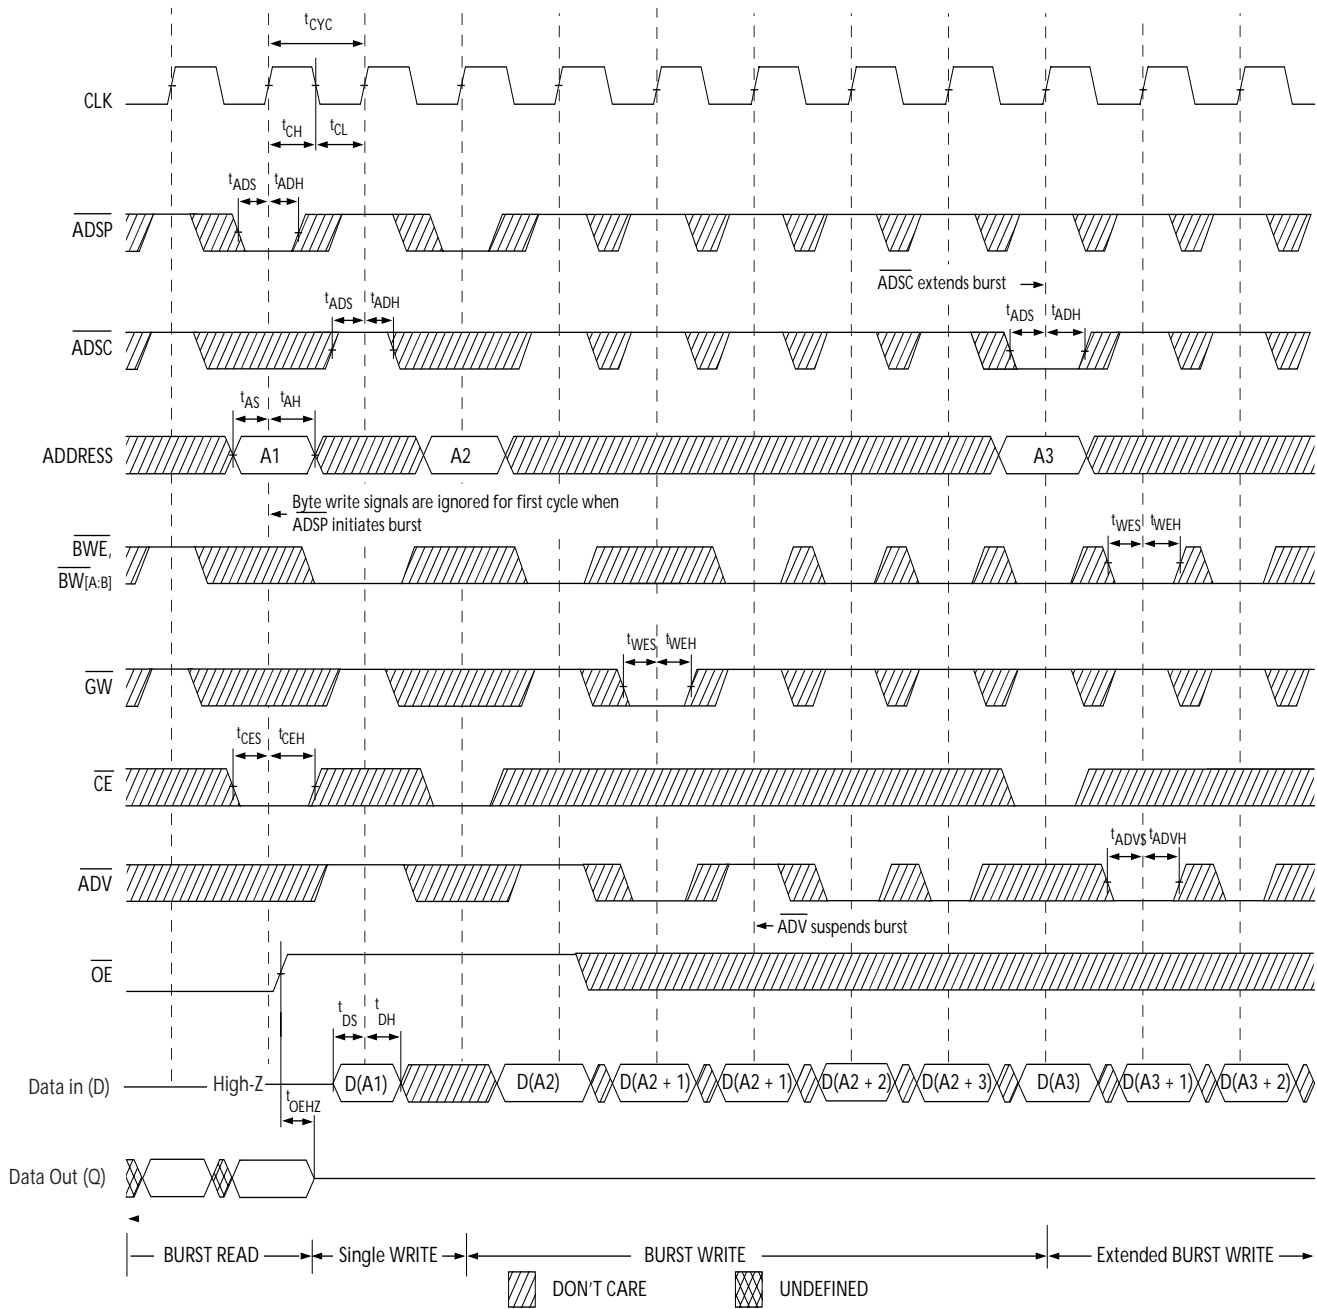 tCYC
CLK
tCH
tCL
tADS
tADH
ADSP
ADSC extends burst
tADS
tADH
tADS
tADH
ADSC
tAS
tAH
ADDRESS
A1
A2
A3
Byte write signals are ignored for first cycle when
ADSP initiates burst
tWES
tWEH
BWE,
BW[A:B]
tWES
tWEH
GW
tCES
tCEH
CE
tADVS
tADVH
ADV
ADV suspends burst
OE
tDS
tDH
Data in (D)
High-Z
D(A1)
D(A2)
D(A2 + 1)
D(A2 + 1)
D(A2 + 2)
D(A2 + 3)
D(A3)
D(A3 + 1)
D(A3 + 2)
tOEHZ
Data Out (Q)
BURST READ
Single WRITE
BURST WRITE
Extended BURST WRITE
DON'T CARE
UNDEFINED